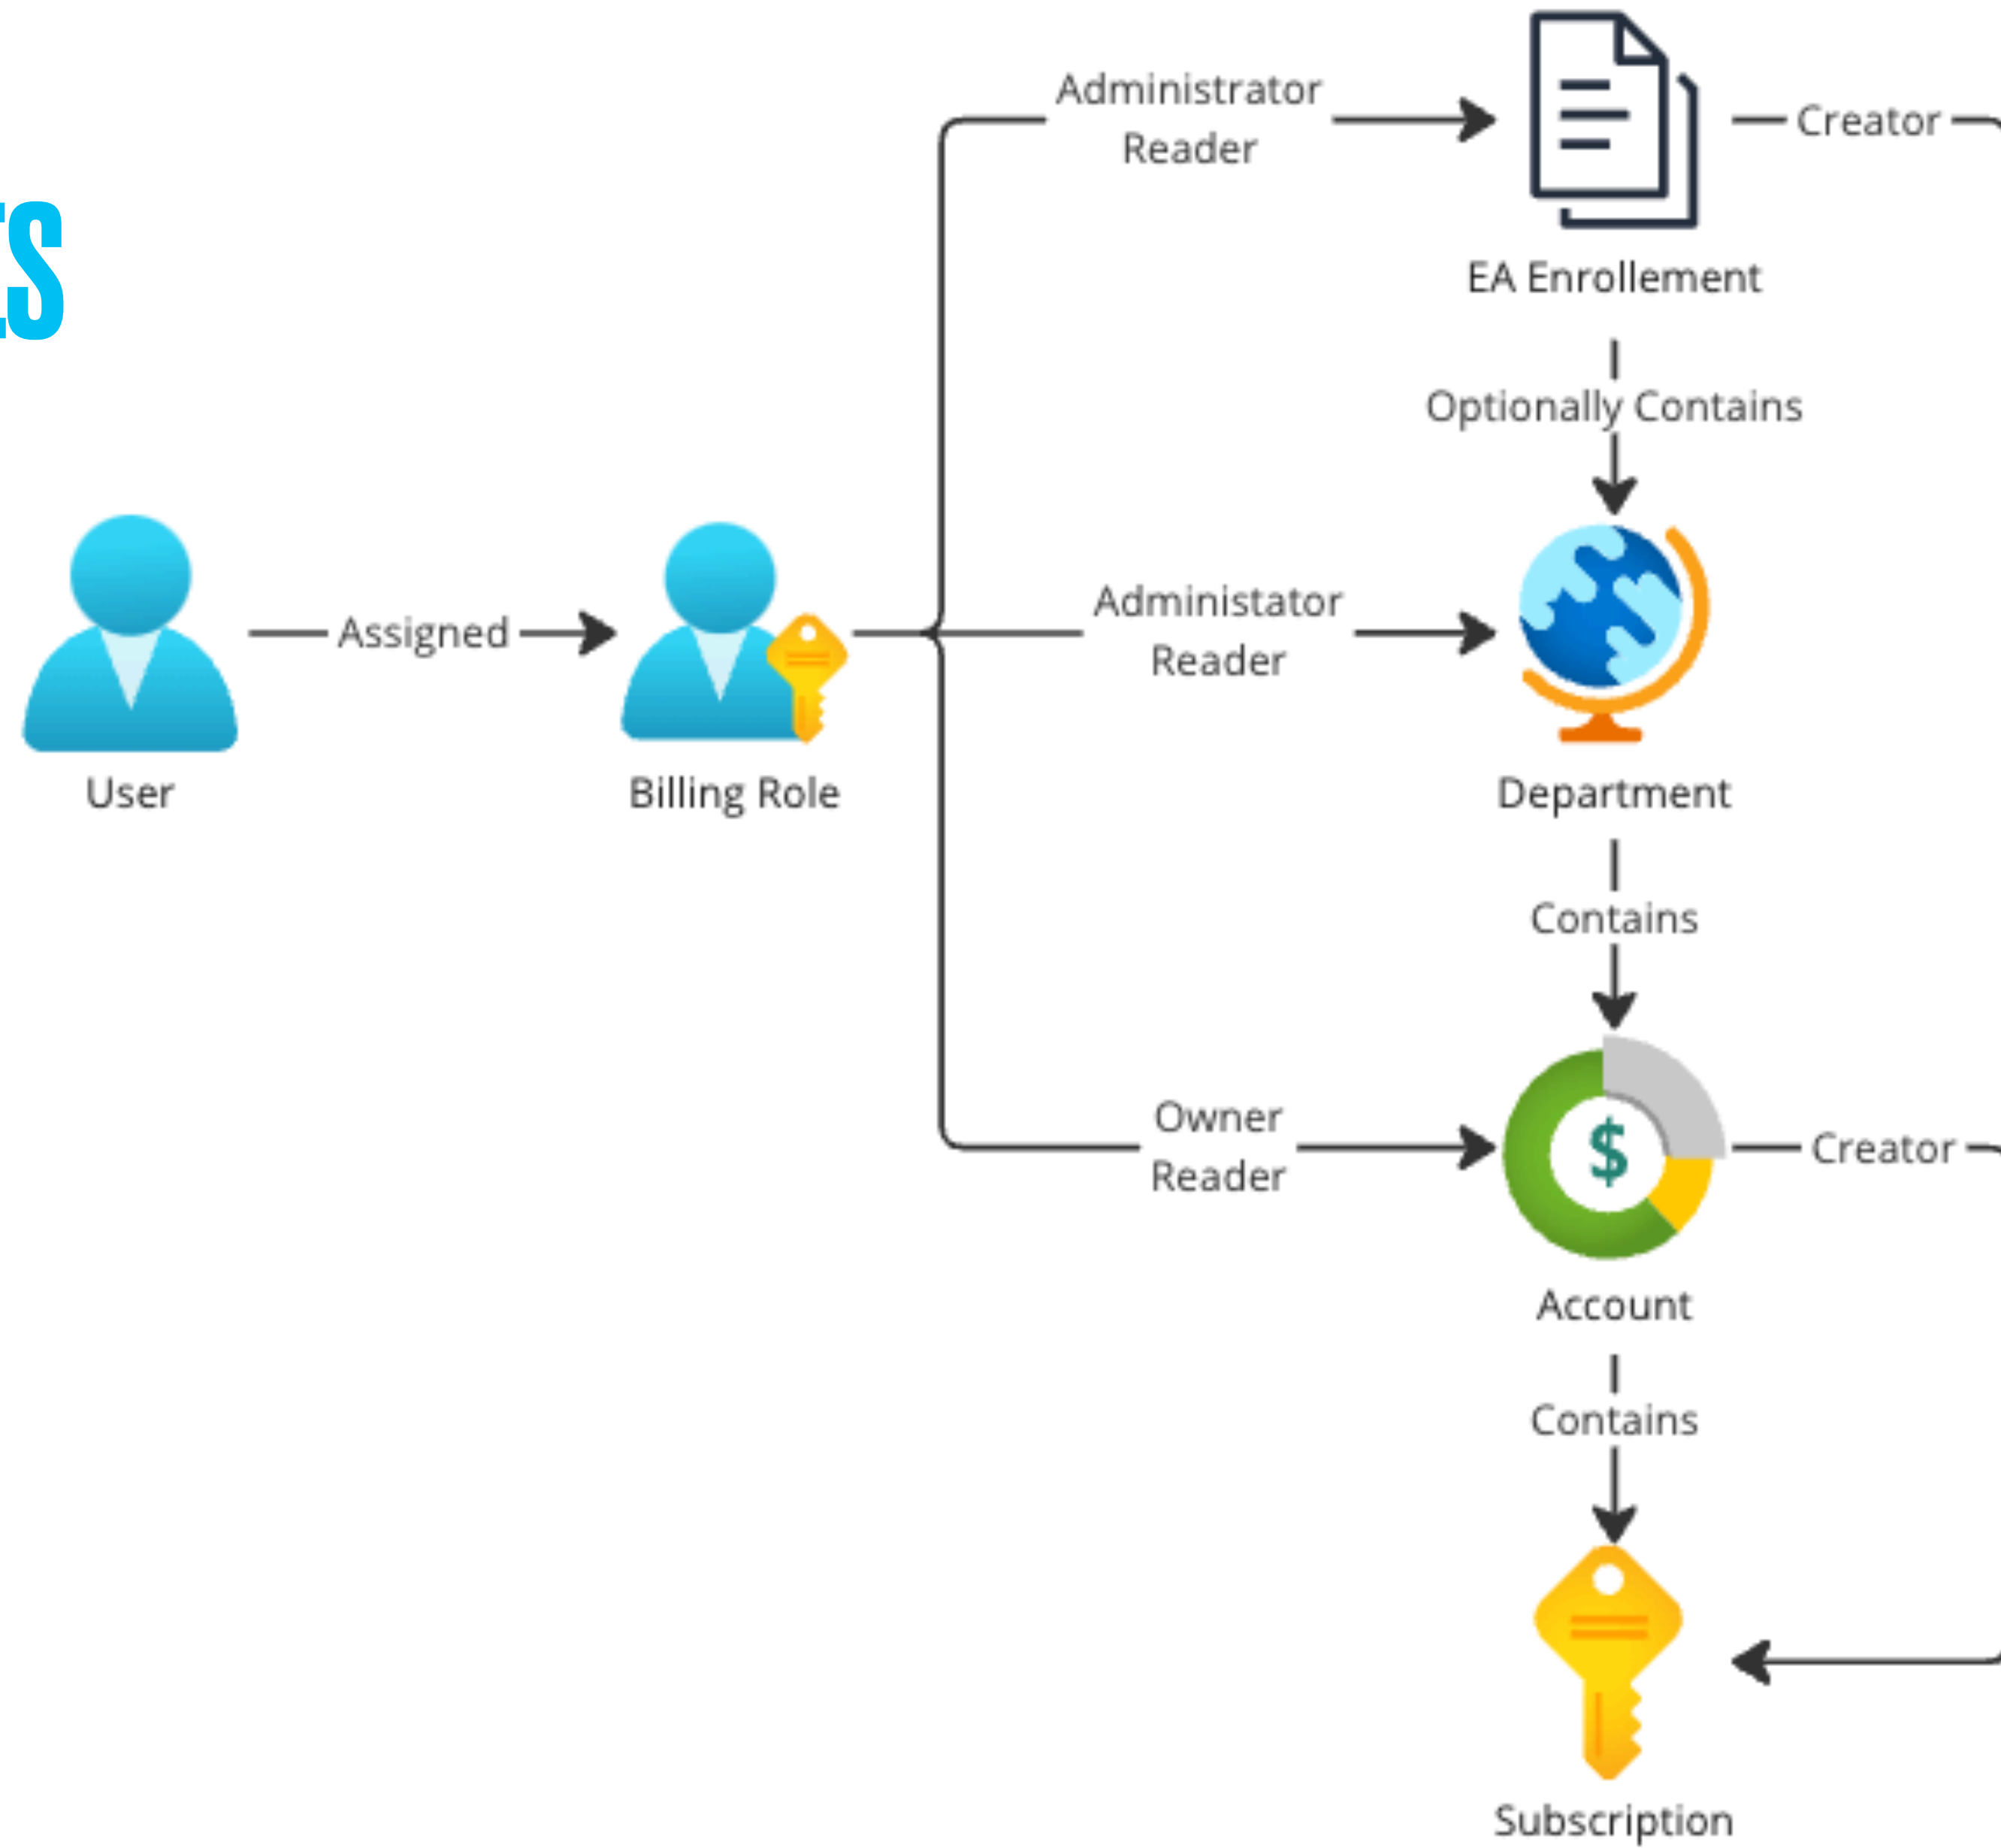 Administrator
Reader
Creator
EA Enrollement
Optionally Contains
Assigned
Administator
Reader
User
Billing Role
Department
Contains
Owner
Reader
$
Creator
Account
Contains
Subscription